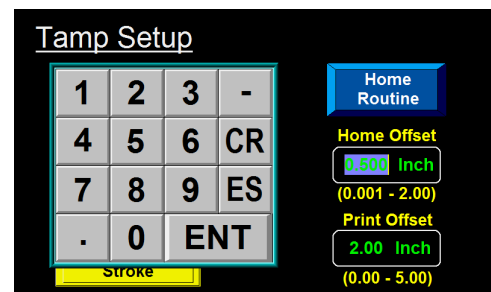 Tamp Setup
1 2 3 -
4 5 6 CR
7 8 9 ES
. 0 ENT
Stroke
Home
Routine
Home Offset
0.500 Inch
(0.001 - 2.00)
Print Offset
2.00 Inch
(0.00 - 5.00)